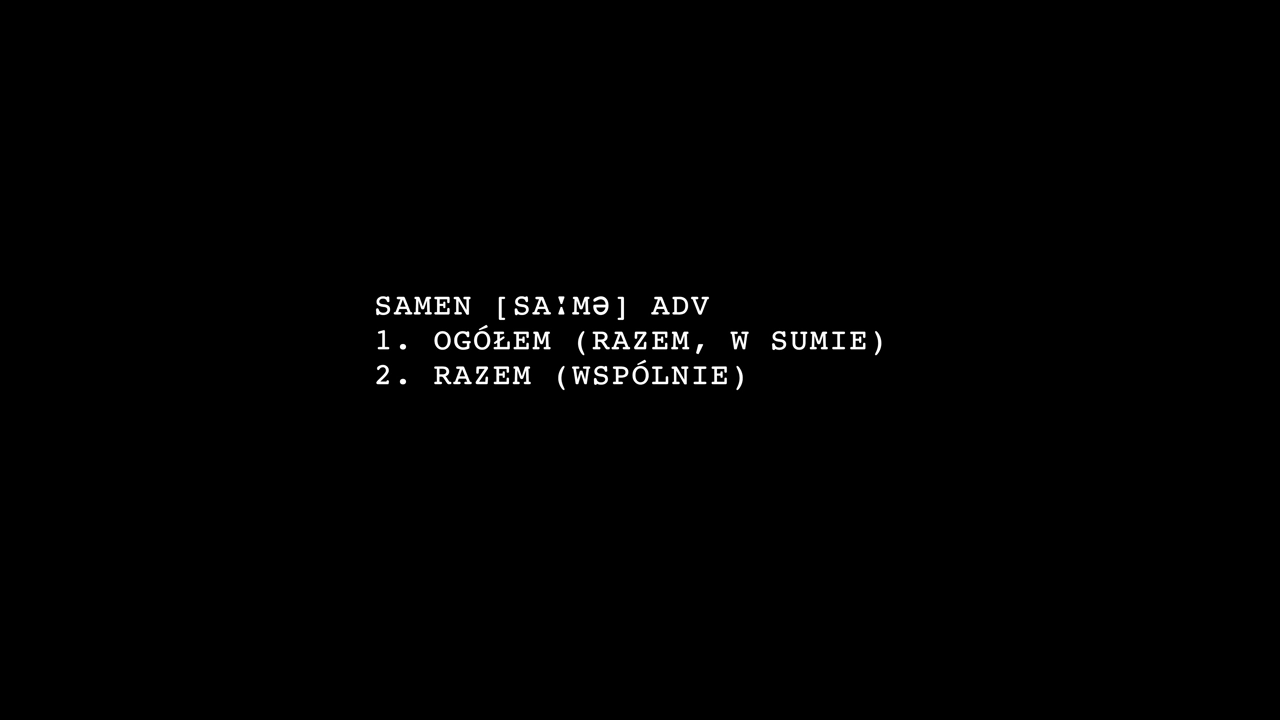 SAMEN [SAːMƏ] ADV
1. OGÓŁEM (RAZEM, W SUMIE)
2. RAZEM (WSPÓLNIE)